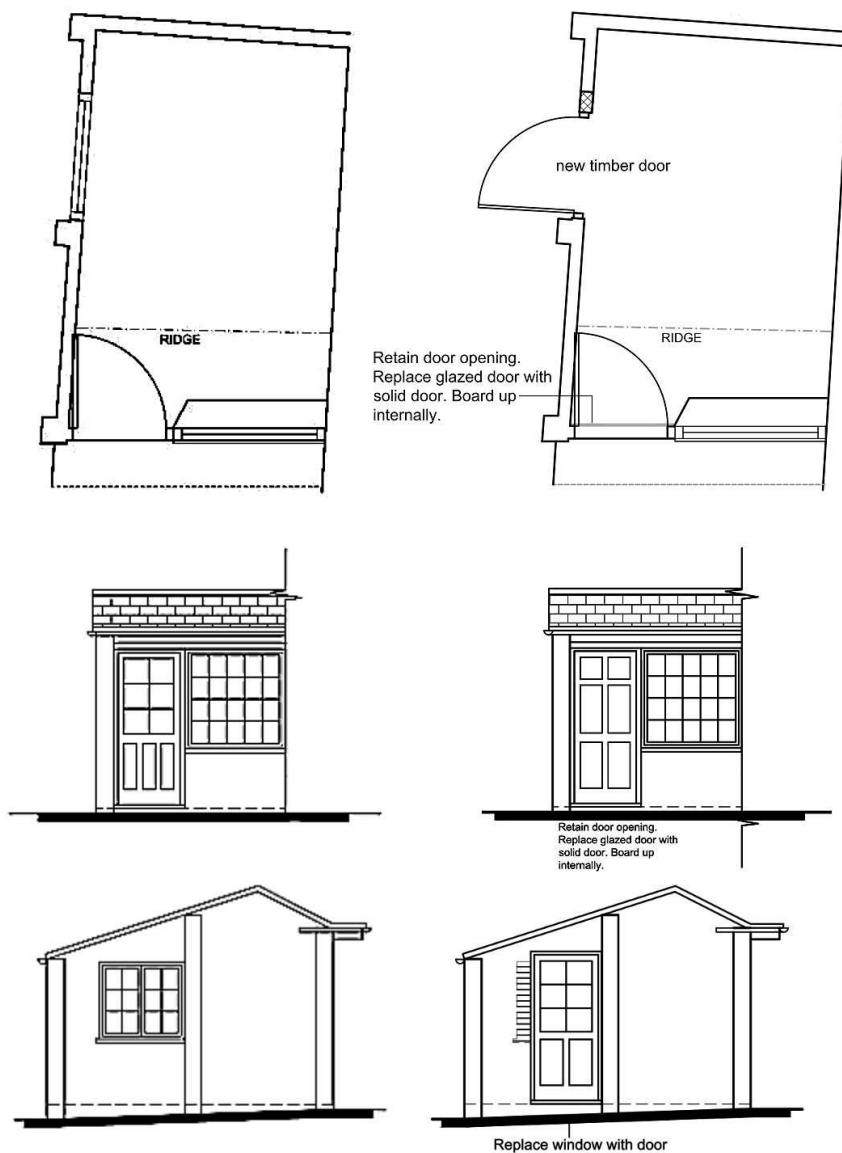 new timber door
RIDGE
RIDGE
Retain door opening.
Replace glazed door with
solid door. Board up
internally.
Retain door opening.
Replace glazed door with
solid door. Board up
internally.
Replace window with door